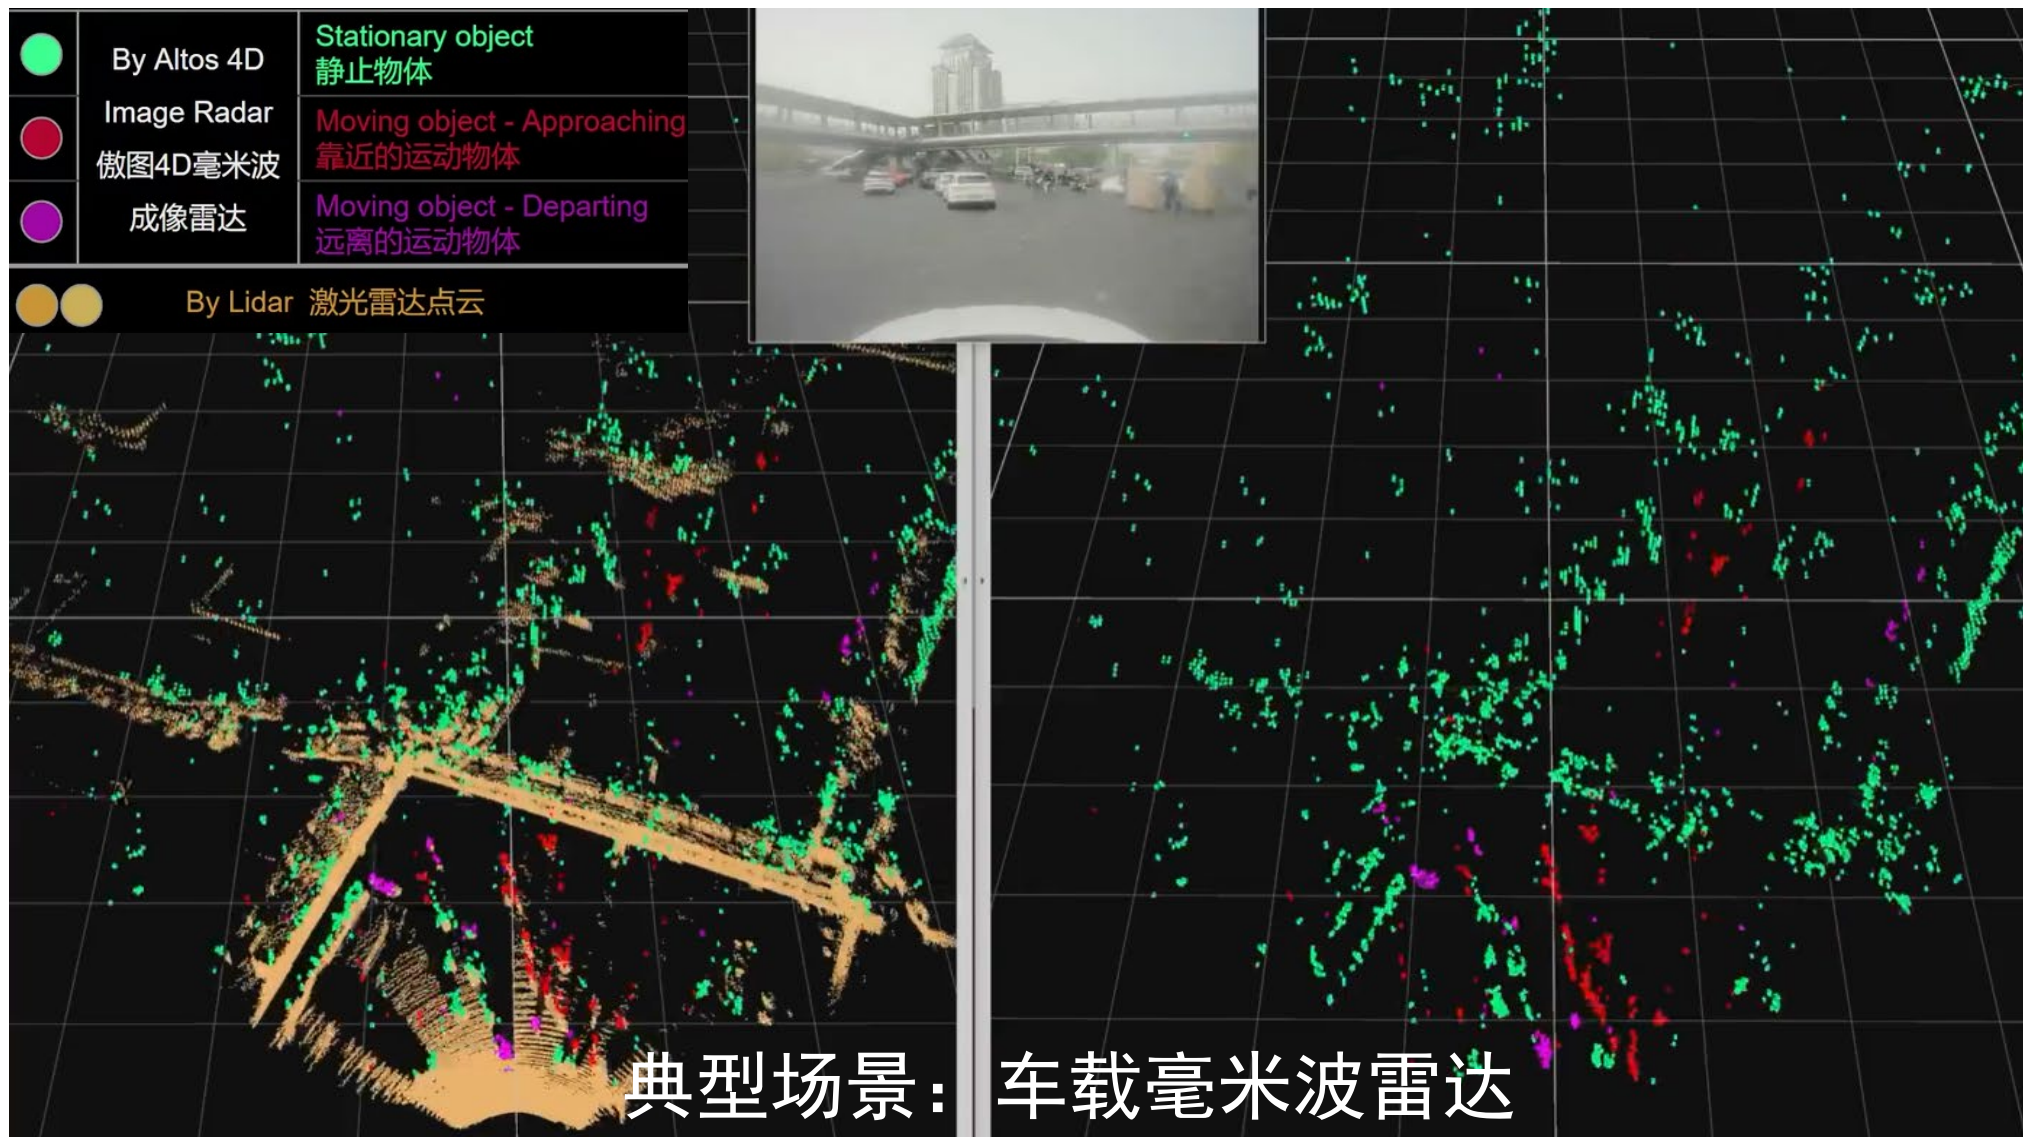 By Altos 4D
Image Radar
傲图4D毫米波
成像雷达
Stationary object
静止物体
Moving object - Approaching
靠近的运动物体
Moving object - Departing
远离的运动物体
By Lidar 激光雷达点云
典型场景：车载毫米波雷达